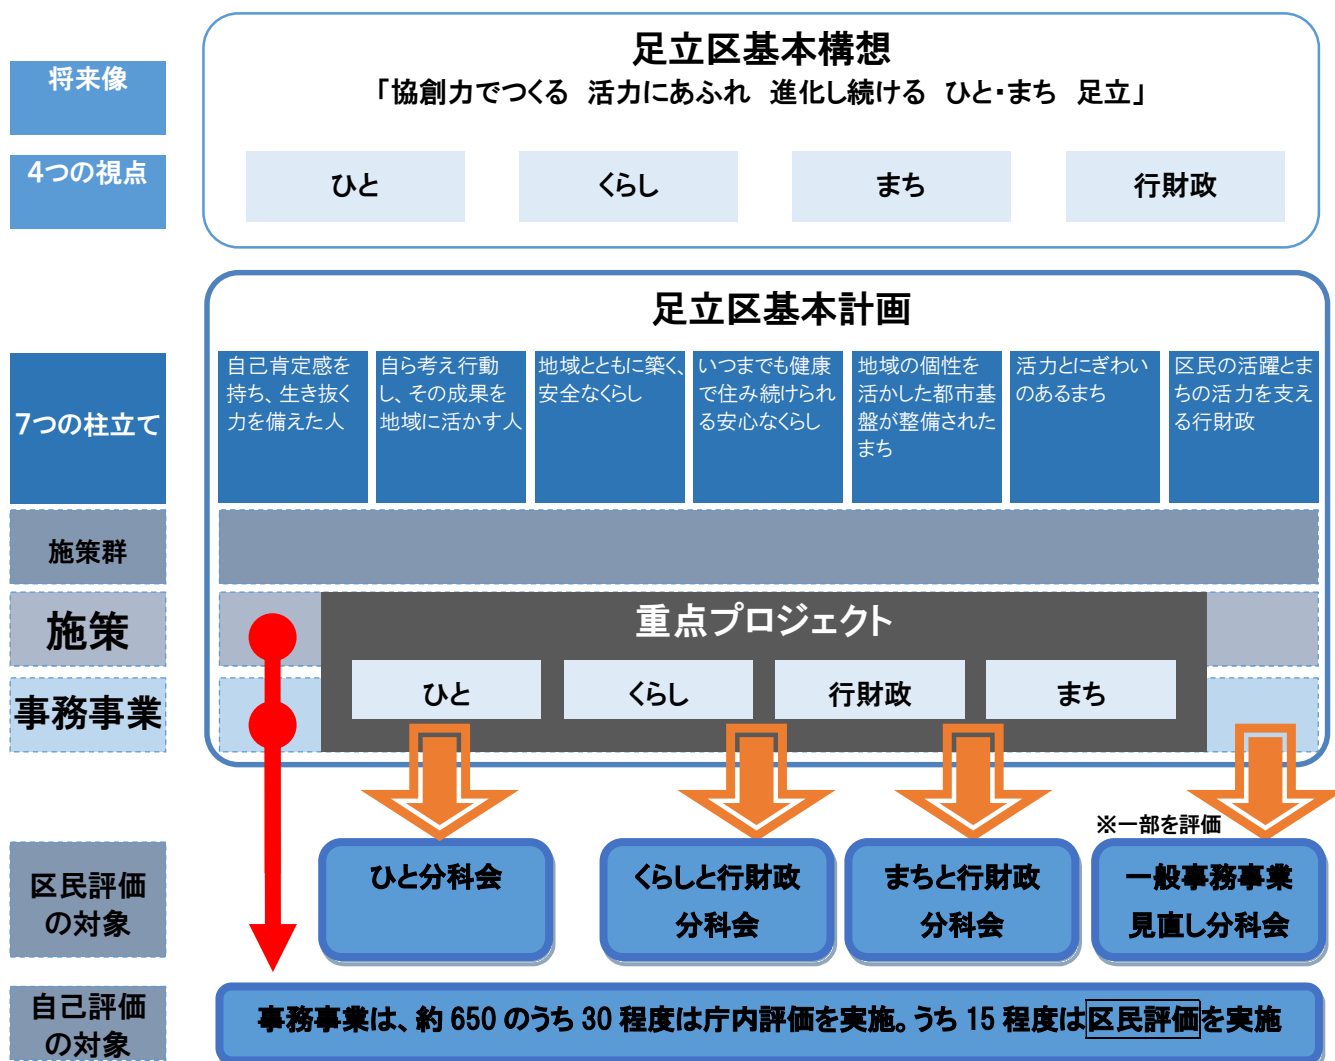 足立区基本構想
「協創力でつくる 活力にあふれ 進化し続ける ひと・まち 足立」
将来像
4つの視点
ひと
くらし
まち
行財政
足立区基本計画
7つの柱立て
自己肯定感を
持ち、生き抜く
力を備えた人
自ら考え行動
し、その成果を
地域に活かす人
地域とともに築く、
安全なくらし
いつまでも健康
で住み続けられ
る安心なくらし
地域の個性を
活かした都市基
盤が整備された
まち
活力とにぎわい
のあるまち
区民の活躍とま
ちの活力を支え
る行財政
施策群
施策
重点プロジェクト
事務事業
ひと
くらし
行財政
まち
※一部を評価
区民評価
の対象
ひと分科会
くらしと行財政
分科会
まちと行財政
分科会
一般事務事業
見直し分科会
自己評価
の対象
事務事業は、約 650 のうち 30 程度は庁内評価を実施。うち 15 程度は区民評価を実施